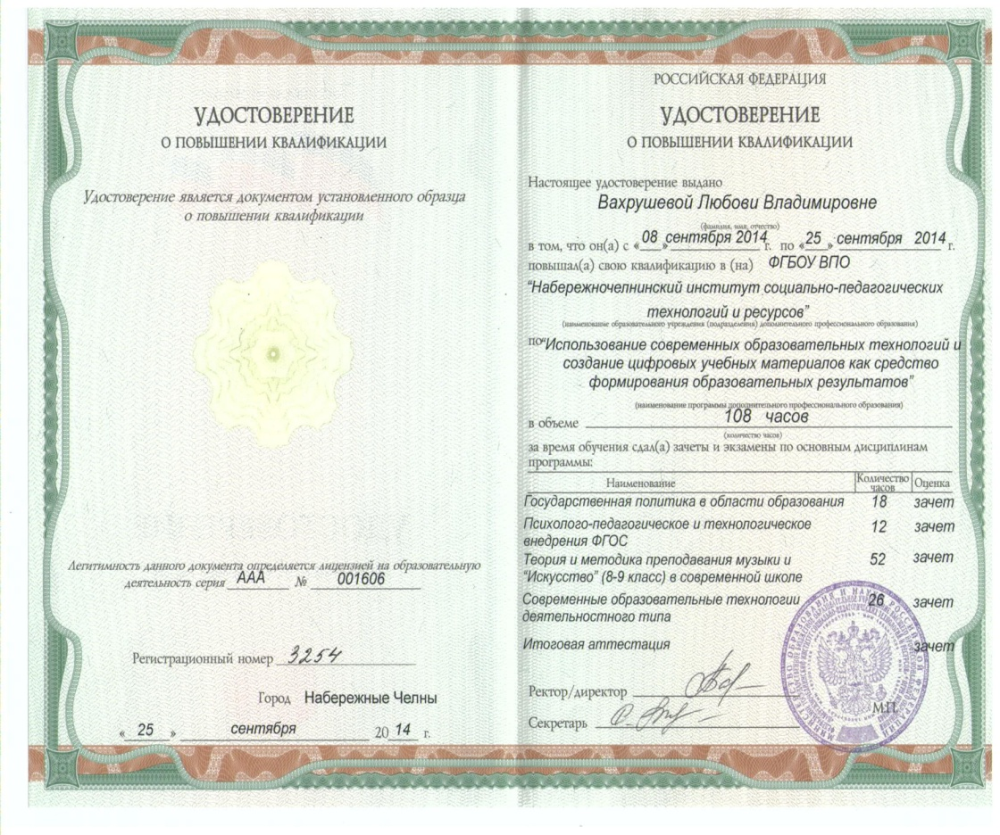 УДОСТОВЕРЕНИЕ
О ПОВЫШЕНИИ КВАЛИФИКАЦИИ
Удостоверение является документом установленного образца
о повышении квалификации
Легитимность данного документа определяется лицензией на образовательную
деятельность серия ААА № 001606
Регистрационный номер 3254
Город Набережные Челны
« 25 » сентября 20 14 г.
РОССИЙСКАЯ ФЕДЕРАЦИЯ
УДОСТОВЕРЕНИЕ
О ПОВЫШЕНИИ КВАЛИФИКАЦИИ
Настоящее удостоверение выдано
Вахрушевой Любови Владимировне
(фамилия, имя, отчество)
в том, что он(а) с «08» сентября 2014 г. по «25» сентября 2014 г.
повышал(а) свою квалификацию в (на) ФГБОУ ВПО
“Набережночелнинский институт социально-педагогических
технологий и ресурсов”
(наименование образовательного учреждения (подразделения) дополнительного профессионального образования)
по “Использование современных образовательных технологий и
создание цифровых учебных материалов как средство
формирования образовательных результатов”
(наименование программы дополнительного профессионального образования)
в объеме 108 часов
(количество часов)
за время обучения сдал(а) зачеты и экзамены по основным дисциплинам
программы:
Наименование Количество часов Оценка
Государственная политика в области образования 18 зачет
Психолого-педагогическое и технологическое 12 зачет
внедрения ФГОС
Теория и методика преподавания музыки и 52 зачет
“Искусство” (8-9 класс) в современной школе
Современные образовательные технологии 26 зачет
деятельностного типа
Итоговая аттестация зачет
Ректор/директор
Секретарь
М.П.